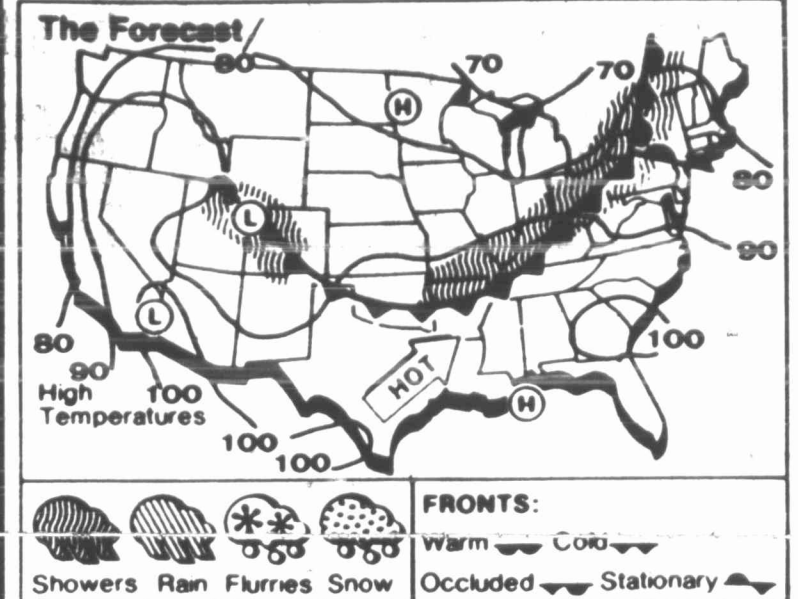 The Forecast
80
70
70
H
80
L
90
L
HOT
100
80
90
High
Temperatures
100
H
100
100
Showers Rain Flurries Snow
FRONTS:
Warm Cold
Occluded Stationary